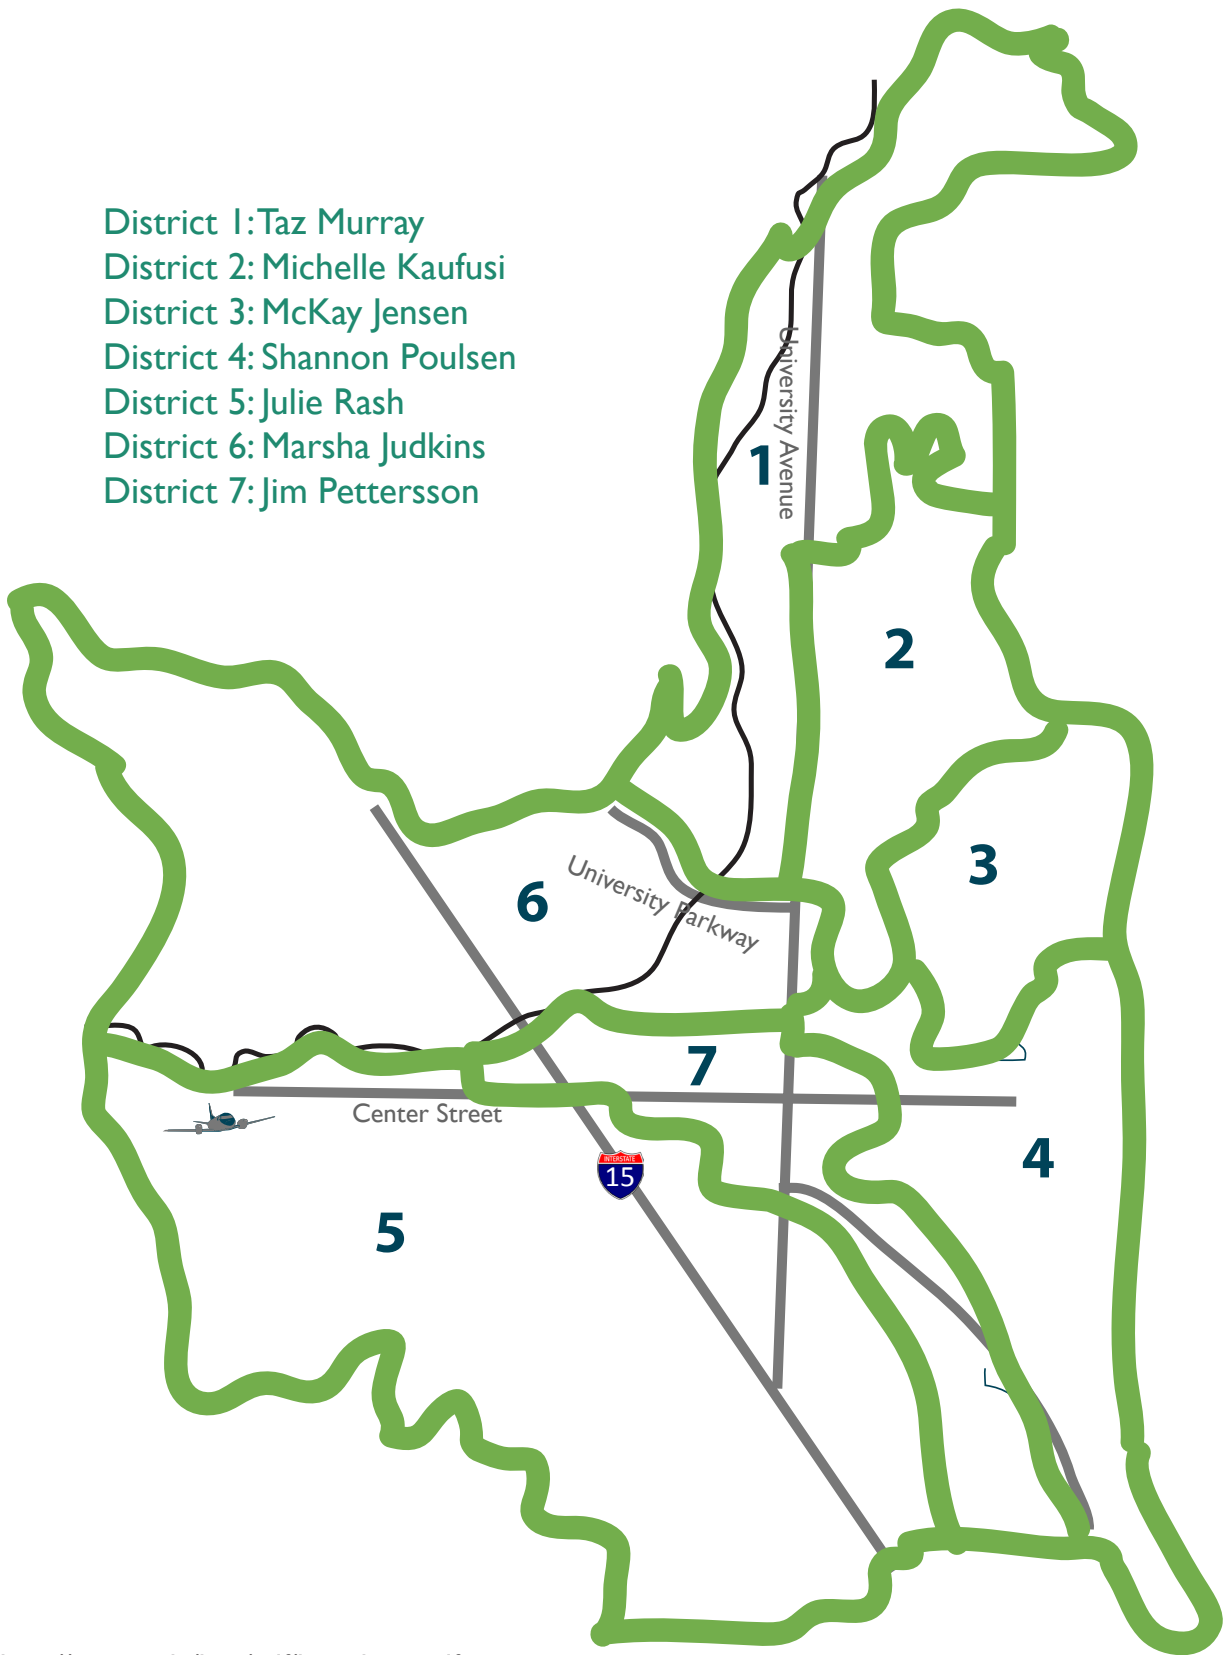 District 1: Taz Murray
District 2: Michelle Kaufusi
District 3: McKay Jensen
District 4: Shannon Poulsen
District 5: Julie Rash
District 6: Marsha Judkins
District 7: Jim Pettersson
University Avenue
1
2
3
6
University Parkway
7
Center Street
4
INTERSTATE
15
5